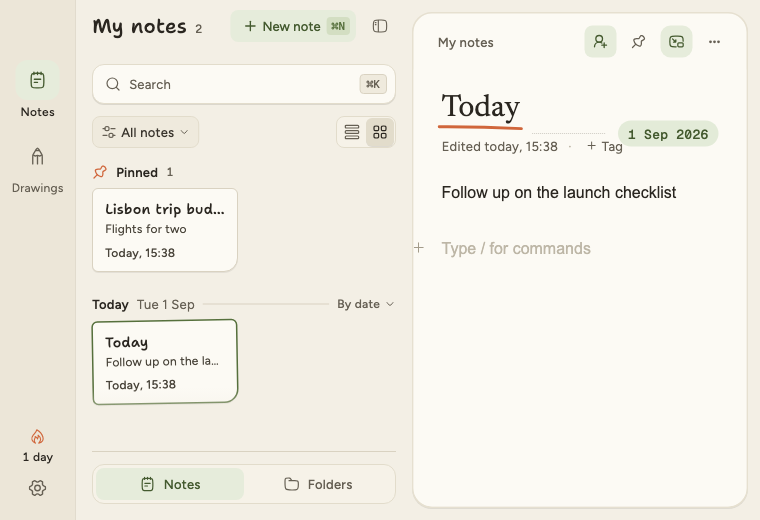 Notes
Drawings
1 day
My notes 2
+ New note ⌘N
Search ⌘K
All notes
Pinned 1
Lisbon trip bud...
Flights for two
Today, 15:38
Today Tue 1 Sep By date
Today
Follow up on the la...
Today, 15:38
Notes Folders
My notes
Today
1 Sep 2026
Edited today, 15:38 · + Tag
Follow up on the launch checklist
+ Type / for commands